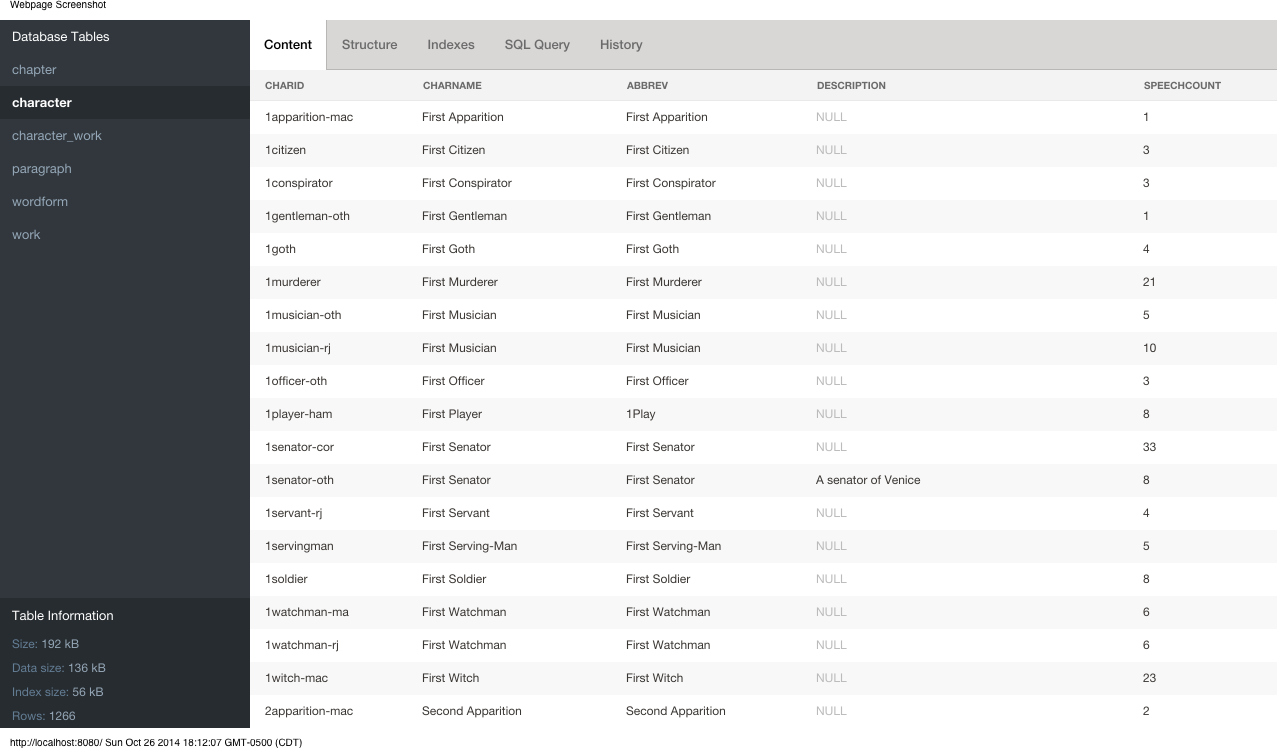 Webpage Screenshot
Database Tables
chapter
character
character_work
paragraph
wordform
work
Table Information
Size: 192 kB
Data size: 136 kB
Index size: 56 kB
Rows: 1266
Content Structure Indexes SQL Query History
CHARID CHARNAME ABBREV DESCRIPTION SPEECHCOUNT
1apparition-mac First Apparition First Apparition NULL 1
1citizen First Citizen First Citizen NULL 3
1conspirator First Conspirator First Conspirator NULL 3
1gentleman-oth First Gentleman First Gentleman NULL 1
1goth First Goth First Goth NULL 4
1murderer First Murderer First Murderer NULL 21
1musician-oth First Musician First Musician NULL 5
1musician-rj First Musician First Musician NULL 10
1officer-oth First Officer First Officer NULL 3
1player-ham First Player 1Play NULL 8
1senator-cor First Senator First Senator NULL 33
1senator-oth First Senator First Senator A senator of Venice 8
1servant-rj First Servant First Servant NULL 4
1servingman First Serving-Man First Serving-Man NULL 5
1soldier First Soldier First Soldier NULL 8
1watchman-ma First Watchman First Watchman NULL 6
1watchman-rj First Watchman First Watchman NULL 6
1witch-mac First Witch First Witch NULL 23
2apparition-mac Second Apparition Second Apparition NULL 2
http://localhost:8080/ Sun Oct 26 2014 18:12:07 GMT-0500 (CDT)